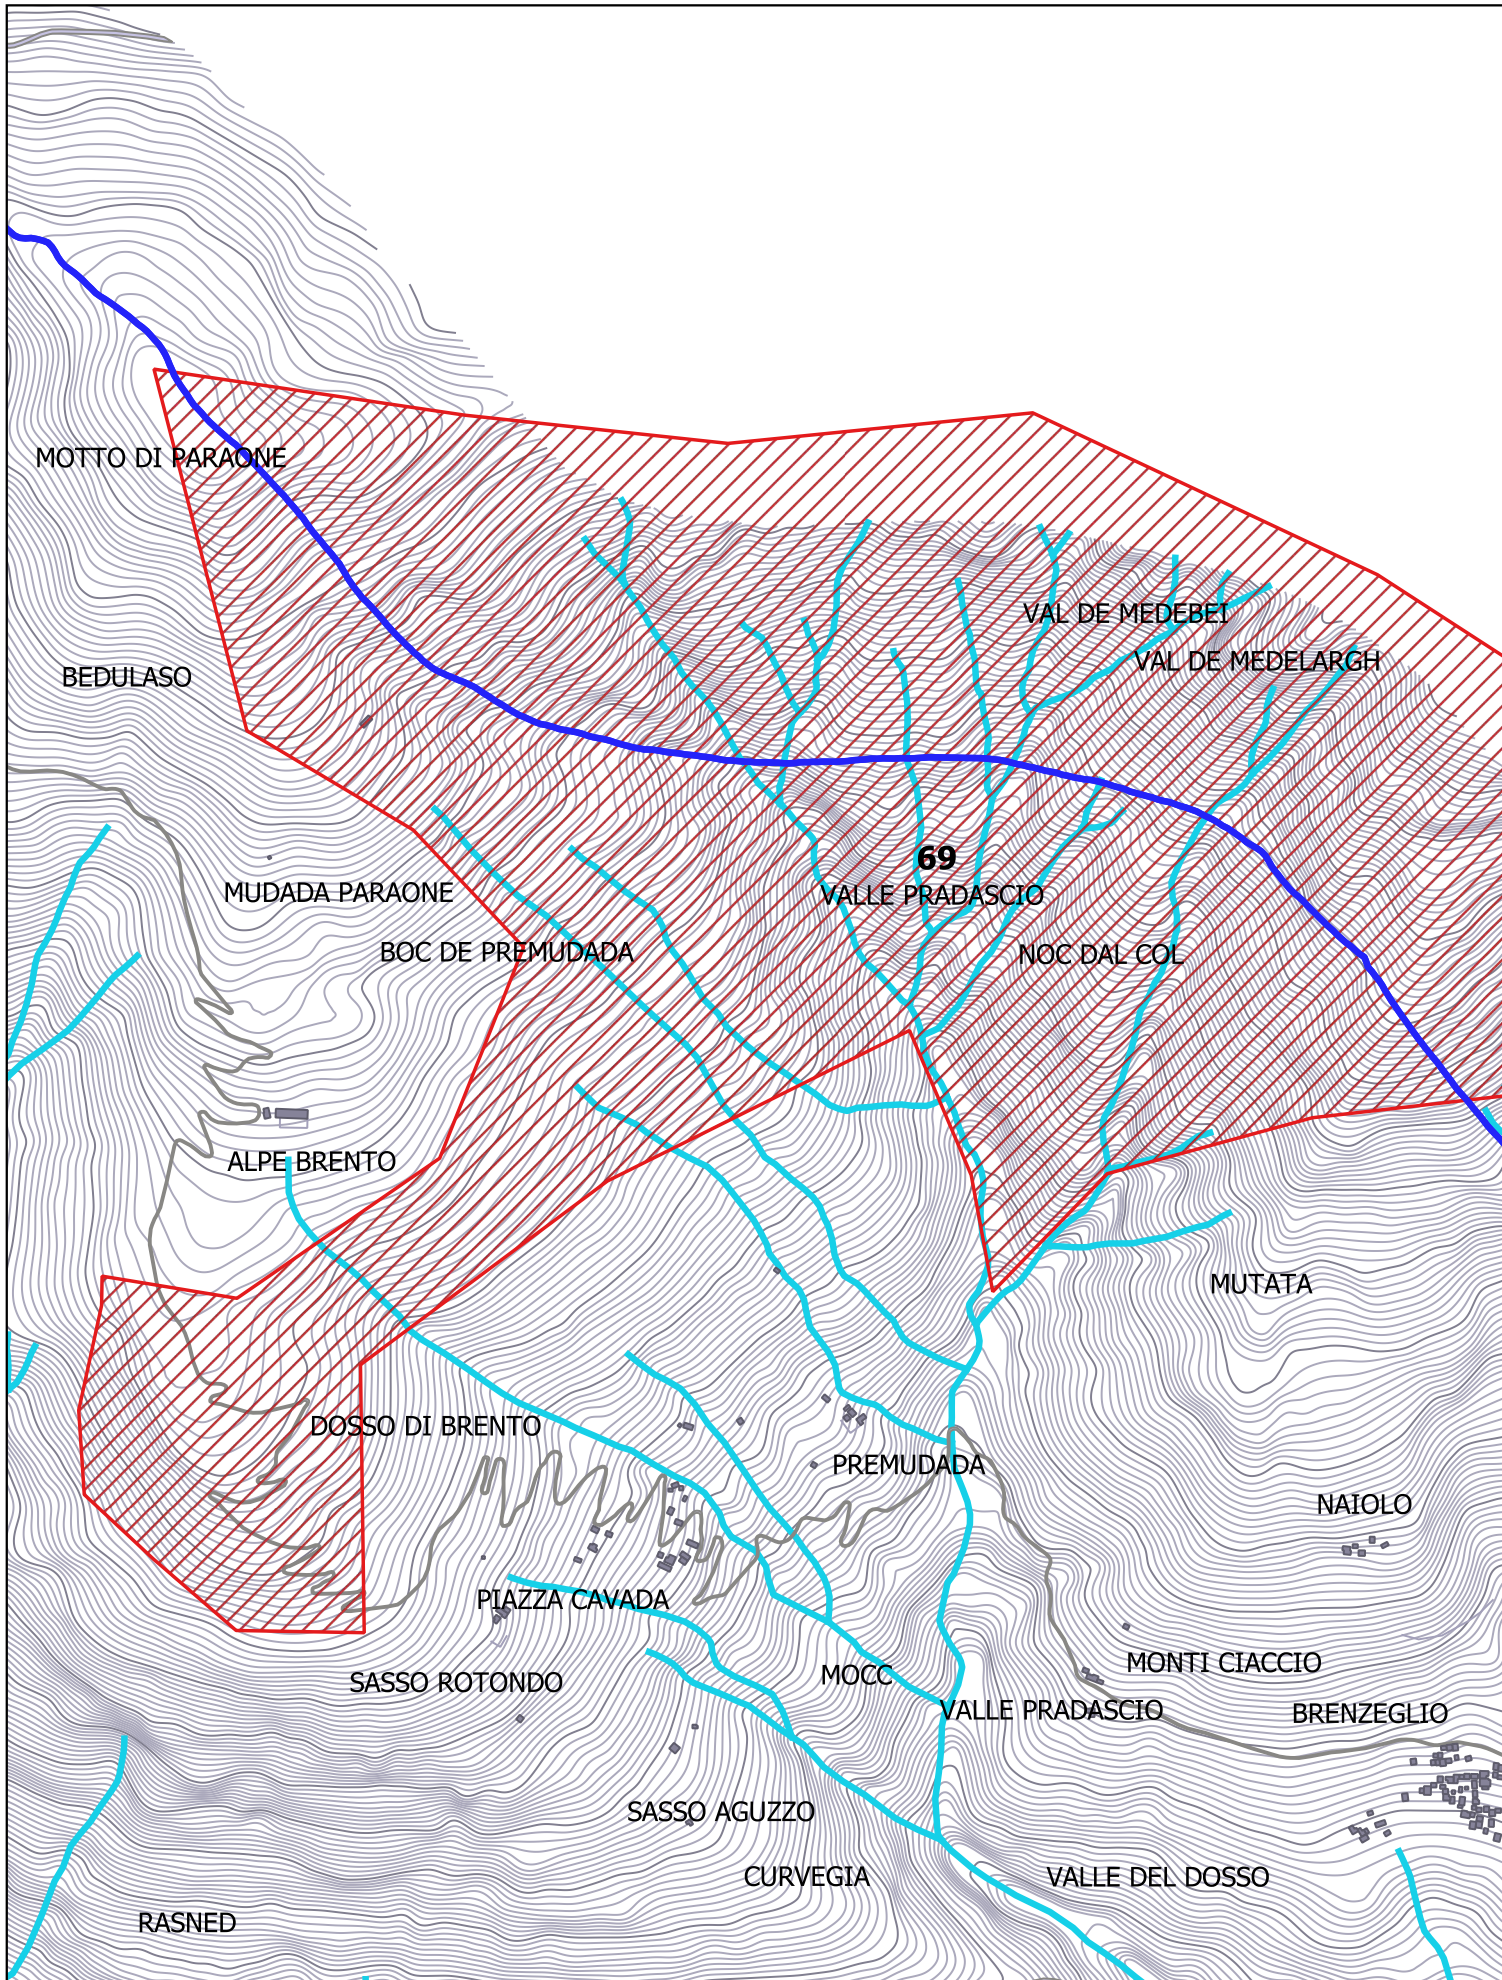 MOTTO DI PARAONE
VAL DE MEDEBEI
VAL DE MEDELARGH
BEDULASO
69
VALLE PRADASCIO
MUDADA PARAONE
BOC DE PREMUDADA
NOC DAL COL
ALPE BRENTO
MUTATA
DOSSO DI BRENTO
PREMUDADA
NAIOLO
PIAZZA CAVADA
MONTI CIACCIO
SASSO ROTONDO
MOCC
VALLE PRADASCIO
BRENZEGLIO
SASSO AGUZZO
CURVEGIA
VALLE DEL DOSSO
RASNED